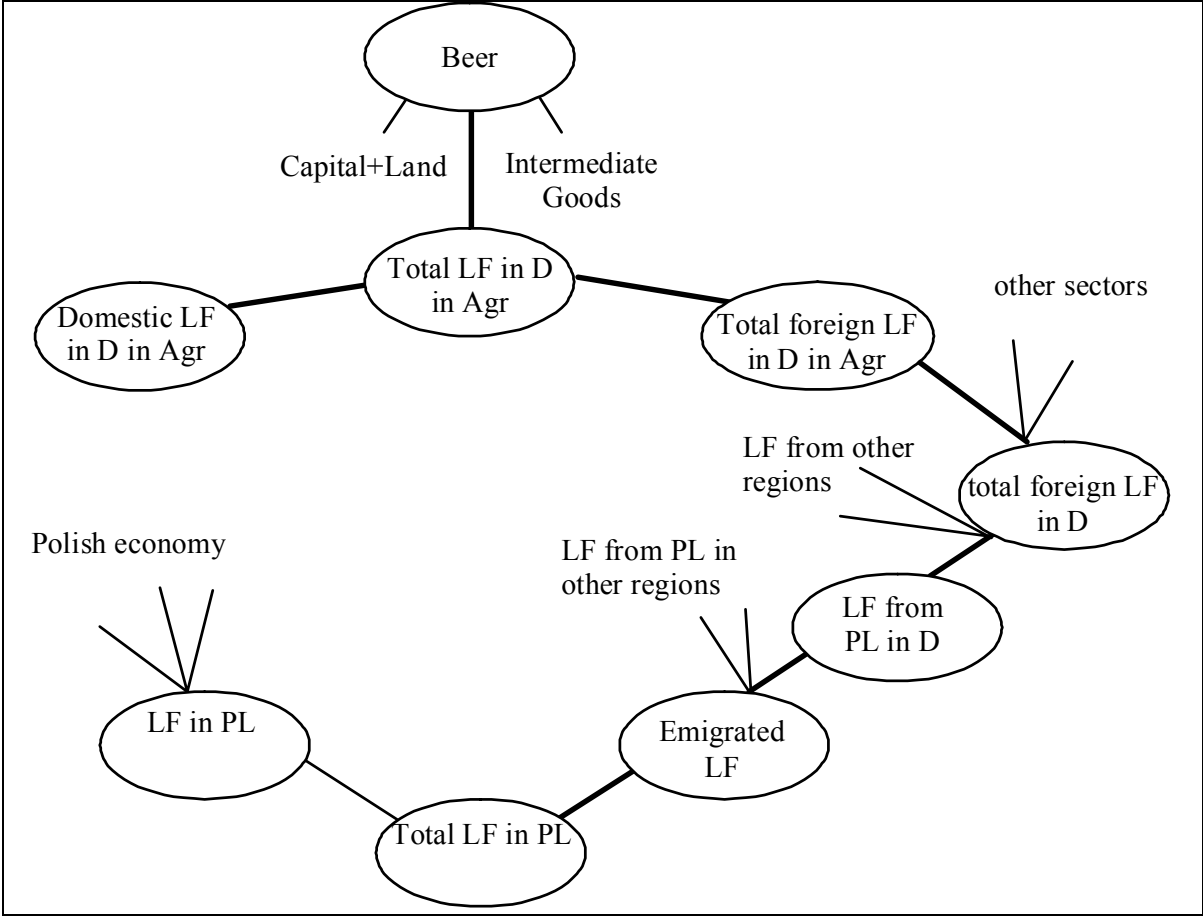 Beer
Capital+Land
Intermediate
Goods
Total LF in D
in Agr
other sectors
Domestic LF
in D in Agr
Total foreign LF
in D in Agr
LF from other
regions
total foreign LF
in D
Polish economy
LF from PL in
other regions
LF from
PL in D
LF in PL
Emigrated
LF
Total LF in PL